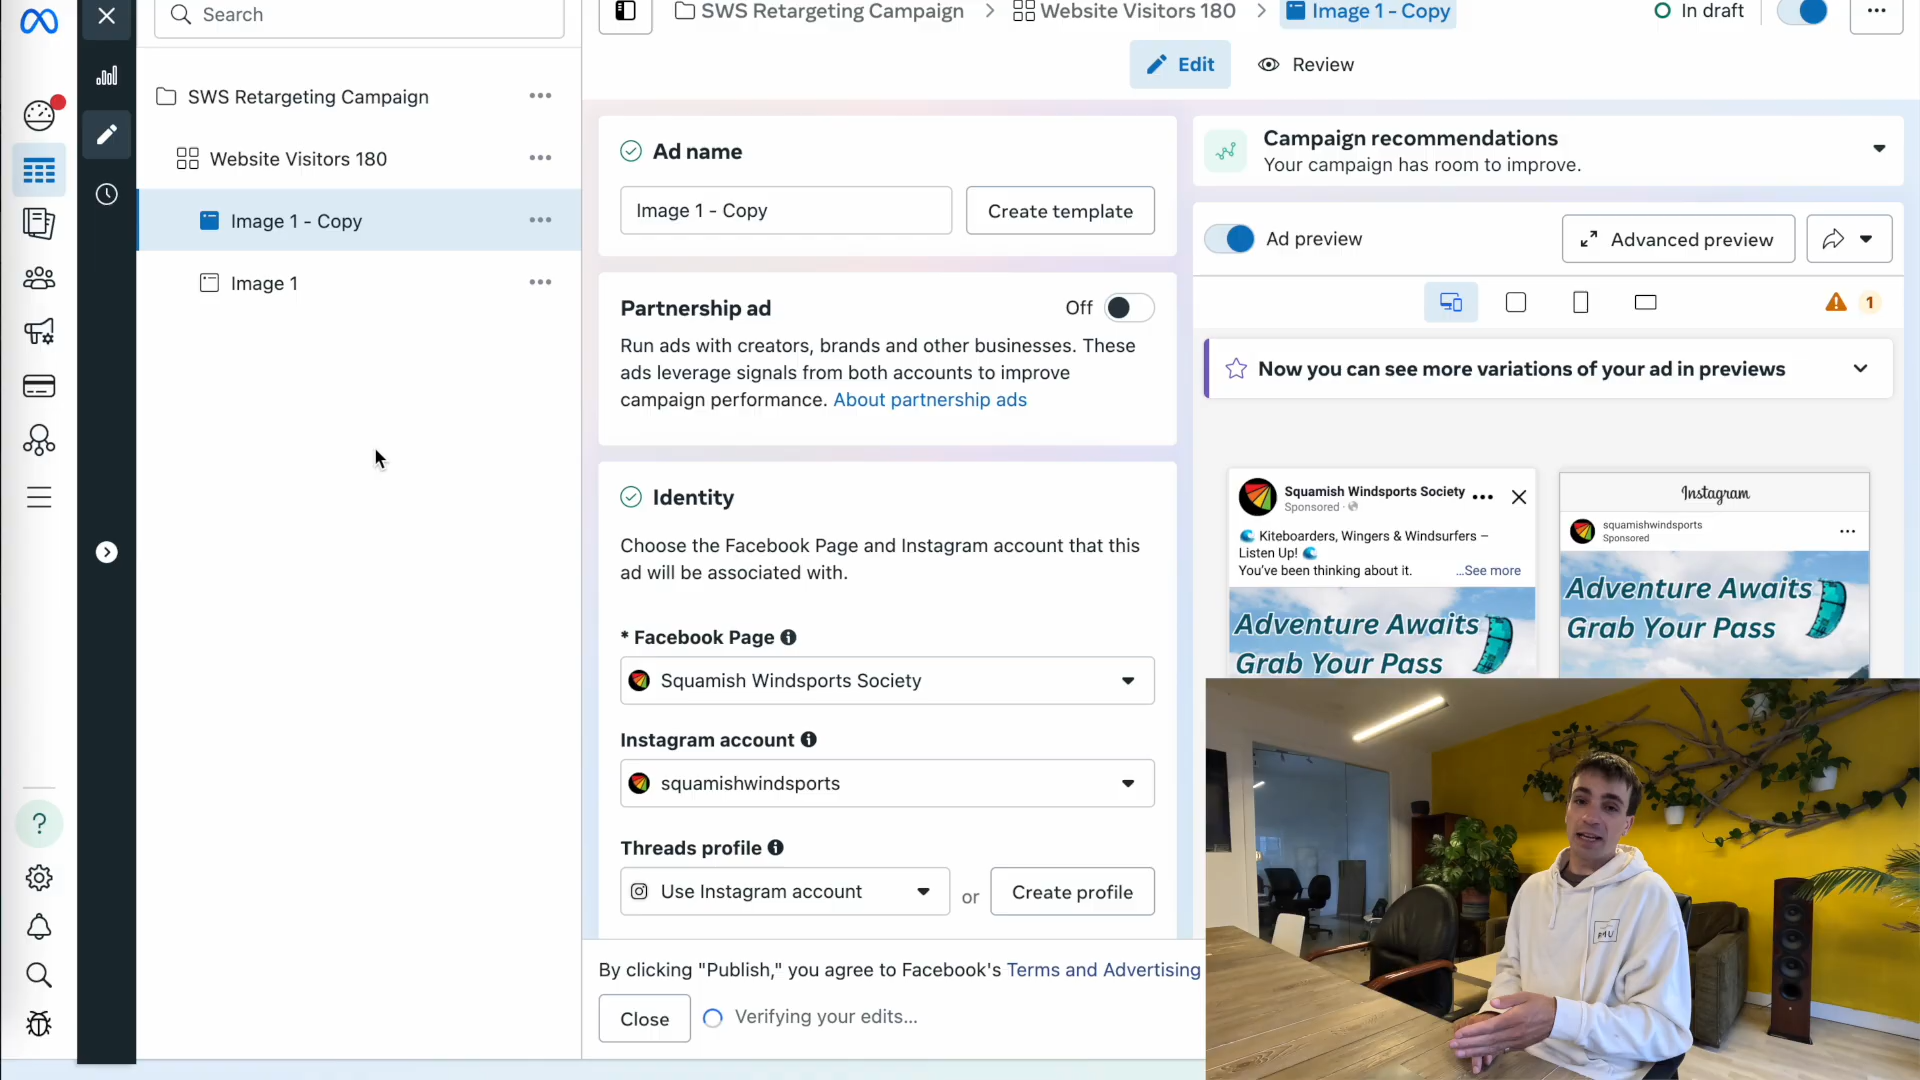 Search
SWS Retargeting Campaign
Website Visitors 180
Image 1 - Copy
In draft
Edit
Review
SWS Retargeting Campaign
Website Visitors 180
Image 1 - Copy
Image 1
Ad name
Image 1 - Copy
Create template
Partnership ad
Off
Run ads with creators, brands and other businesses. These
ads leverage signals from both accounts to improve
campaign performance. About partnership ads
Identity
Choose the Facebook Page and Instagram account that this
ad will be associated with.
* Facebook Page
Squamish Windsports Society
Instagram account
squamishwindsports
Threads profile
Use Instagram account
or
Create profile
By clicking "Publish," you agree to Facebook's Terms and Advertising
Close
Verifying your edits...
Campaign recommendations
Your campaign has room to improve.
Ad preview
Advanced preview
1
Now you can see more variations of your ad in previews
Squamish Windsports Society
Sponsored ·
Kiteboarders, Wingers & Windsurfers –
Listen Up!
You've been thinking about it.
...See more
Adventure Awaits
Grab Your Pass
Instagram
squamishwindsports
Sponsored
Adventure Awaits
Grab Your Pass